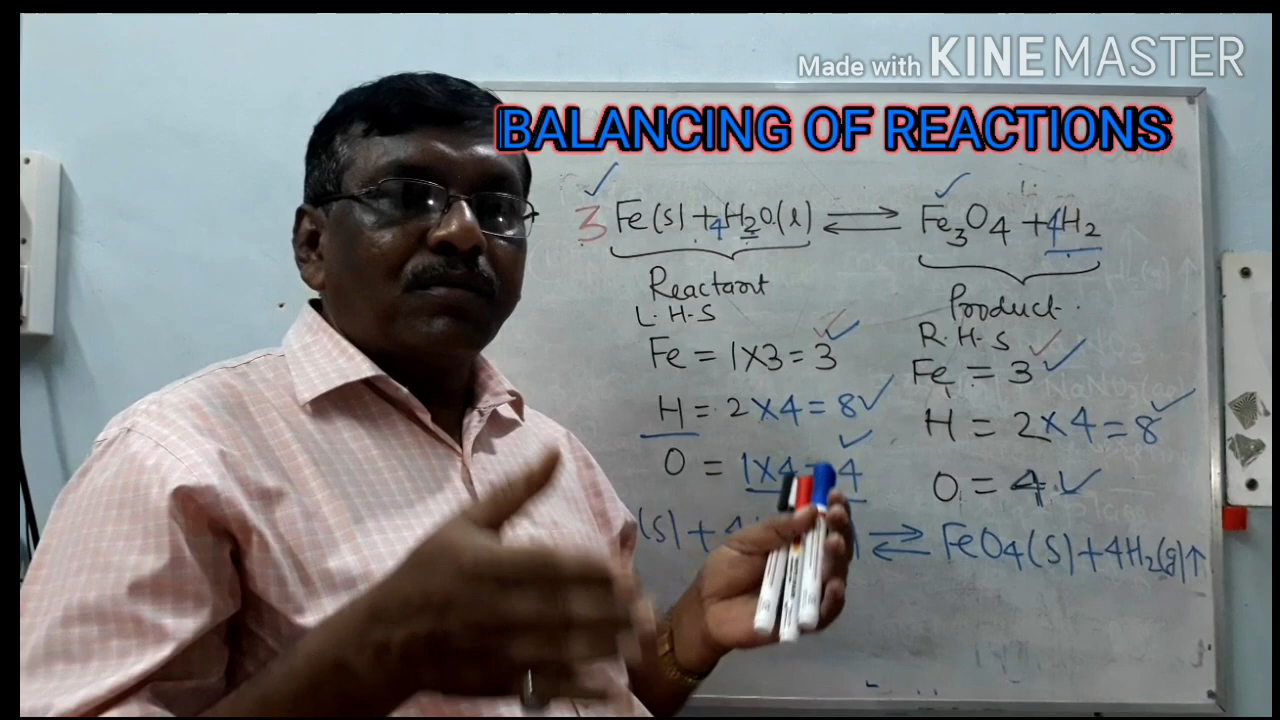 Made with KINEMASTER
BALANCING OF REACTIONS
3 Fe(s) + 4H2O(l) ⇌ Fe3O4 + 4H2
Reactant
L.H.S
Product.
R.H.S
Fe = 1×3 = 3 ✓
Fe = 3 ✓
H = 2×4 = 8 ✓
H = 2×4 = 8 ✓
O = 1×4 = 4 ✓
O = 4 ✓
(s) + 4 ⇌ FeO4(s) + 4H2(g)↑